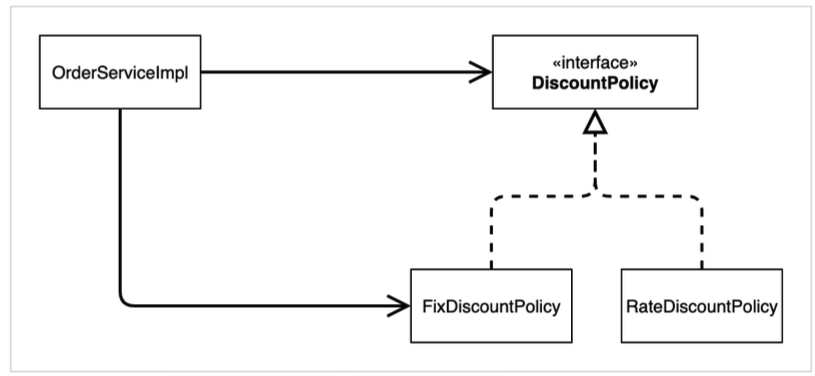 OrderServiceImpl
«interface»
DiscountPolicy
FixDiscountPolicy
RateDiscountPolicy